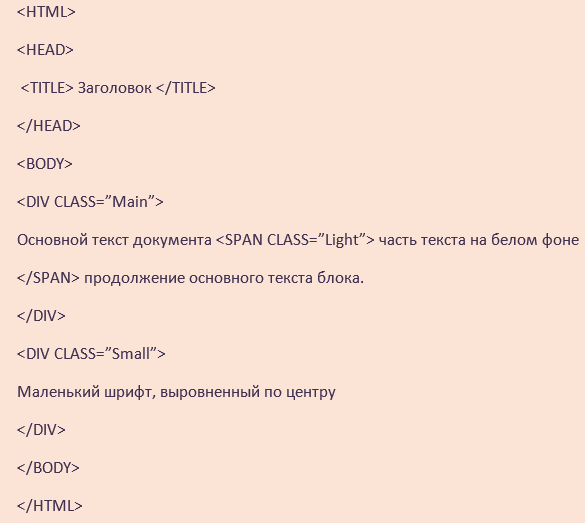 <HTML>
<HEAD>
<TITLE> Заголовок </TITLE>
</HEAD>
<BODY>
<DIV CLASS=”Main”>
Основной текст документа <SPAN CLASS=”Light”> часть текста на белом фоне
</SPAN> продолжение основного текста блока.
</DIV>
<DIV CLASS=”Small”>
Маленький шрифт, выровненный по центру
</DIV>
</BODY>
</HTML>